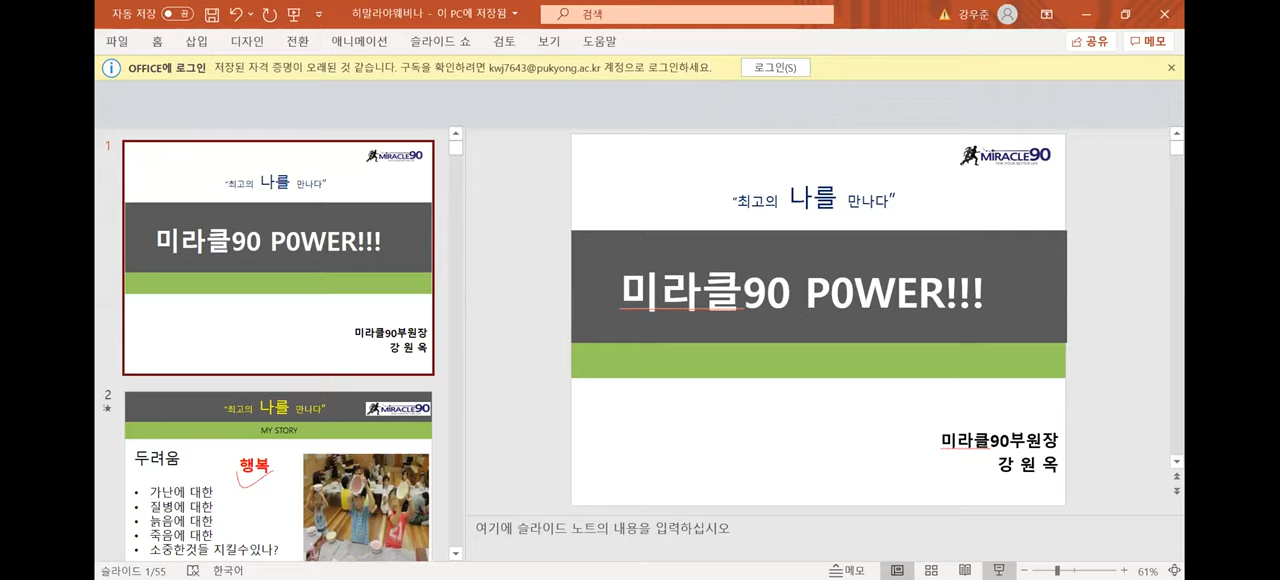 자동 저장 끔 히말라야웨비나 - 이 PC에 저장됨 검색 강우준
파일 홈 삽입 디자인 전환 애니메이션 슬라이드 쇼 검토 보기 도움말 공유 메모
OFFICE에 로그인 저장된 자격 증명이 오래된 것 같습니다. 구독을 확인하려면 kwj7643@pukyong.ac.kr 계정으로 로그인하세요. 로그인(S)
1
MIRACLE90
"최고의 나를 만나다"
미라클90 P0WER!!!
미라클90부원장
강 원 옥
2
"최고의 나를 만나다"
MIRACLE90
MY STORY
두려움
행복
• 가난에 대한
• 질병에 대한
• 늙음에 대한
• 죽음에 대한
• 소중한것들 지킬수있나?
MIRACLE90
FOR YOUR BETTER LIFE
"최고의 나를 만나다"
미라클90 P0WER!!!
미라클90부원장
강 원 옥
여기에 슬라이드 노트의 내용을 입력하십시오
슬라이드 1/55 한국어 메모 61%